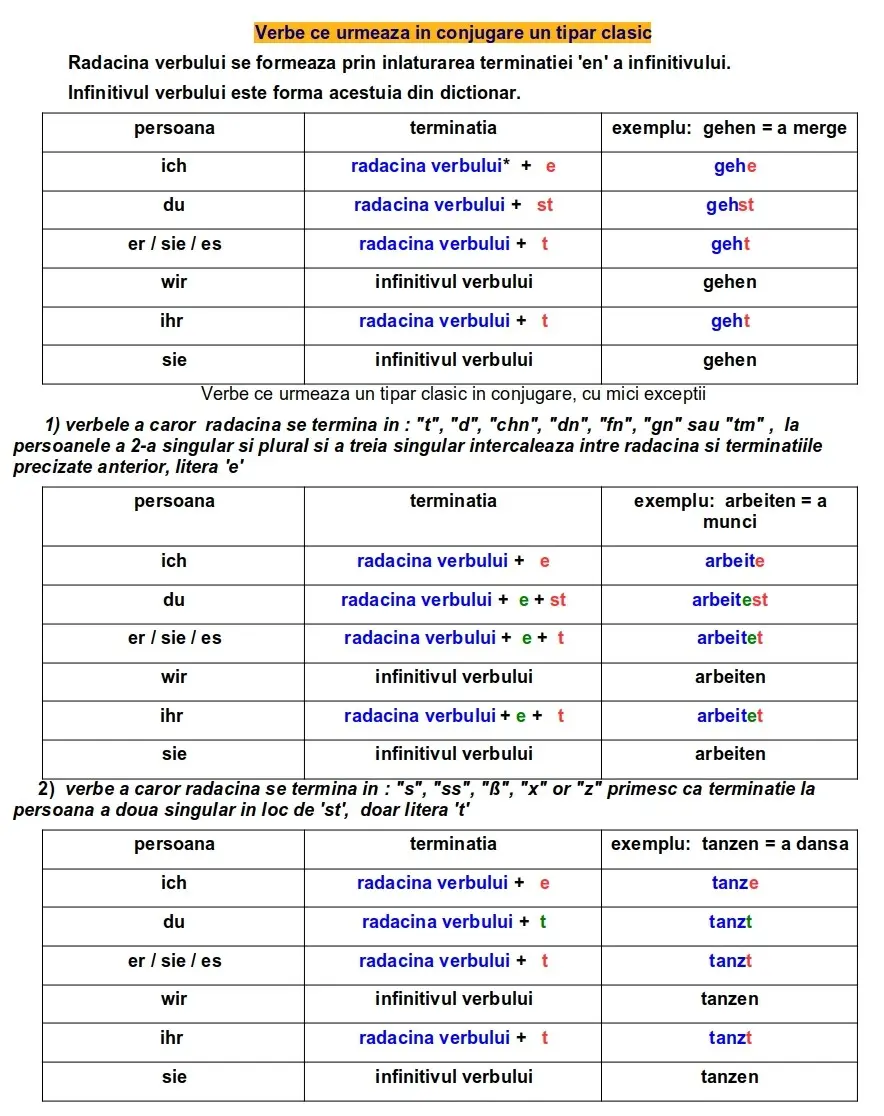 Verbe ce urmeaza in conjugare un tipar clasic
Radacina verbului se formeaza prin inlaturarea terminatiei 'en' a infinitivului.
Infinitivul verbului este forma acestuia din dictionar.
persoana terminatia exemplu: gehen = a merge
ich radacina verbului* + e gehe
du radacina verbului + st gehst
er / sie / es radacina verbului + t geht
wir infinitivul verbului gehen
ihr radacina verbului + t geht
sie infinitivul verbului gehen
Verbe ce urmeaza un tipar clasic in conjugare, cu mici exceptii
1) verbele a caror radacina se termina in : "t", "d", "chn", "dn", "fn", "gn" sau "tm" , la
persoanele a 2-a singular si plural si a treia singular intercaleaza intre radacina si terminatiile
precizate anterior, litera 'e'
persoana terminatia exemplu: arbeiten = a
munci
ich radacina verbului + e arbeite
du radacina verbului + e + st arbeitest
er / sie / es radacina verbului + e + t arbeitet
wir infinitivul verbului arbeiten
ihr radacina verbului + e + t arbeitet
sie infinitivul verbului arbeiten
2) verbe a caror radacina se termina in : "s", "ss", "ß", "x" or "z" primesc ca terminatie la
persoana a doua singular in loc de 'st', doar litera 't'
persoana terminatia exemplu: tanzen = a dansa
ich radacina verbului + e tanze
du radacina verbului + t tanzt
er / sie / es radacina verbului + t tanzt
wir infinitivul verbului tanzen
ihr radacina verbului + t tanzt
sie infinitivul verbului tanzen